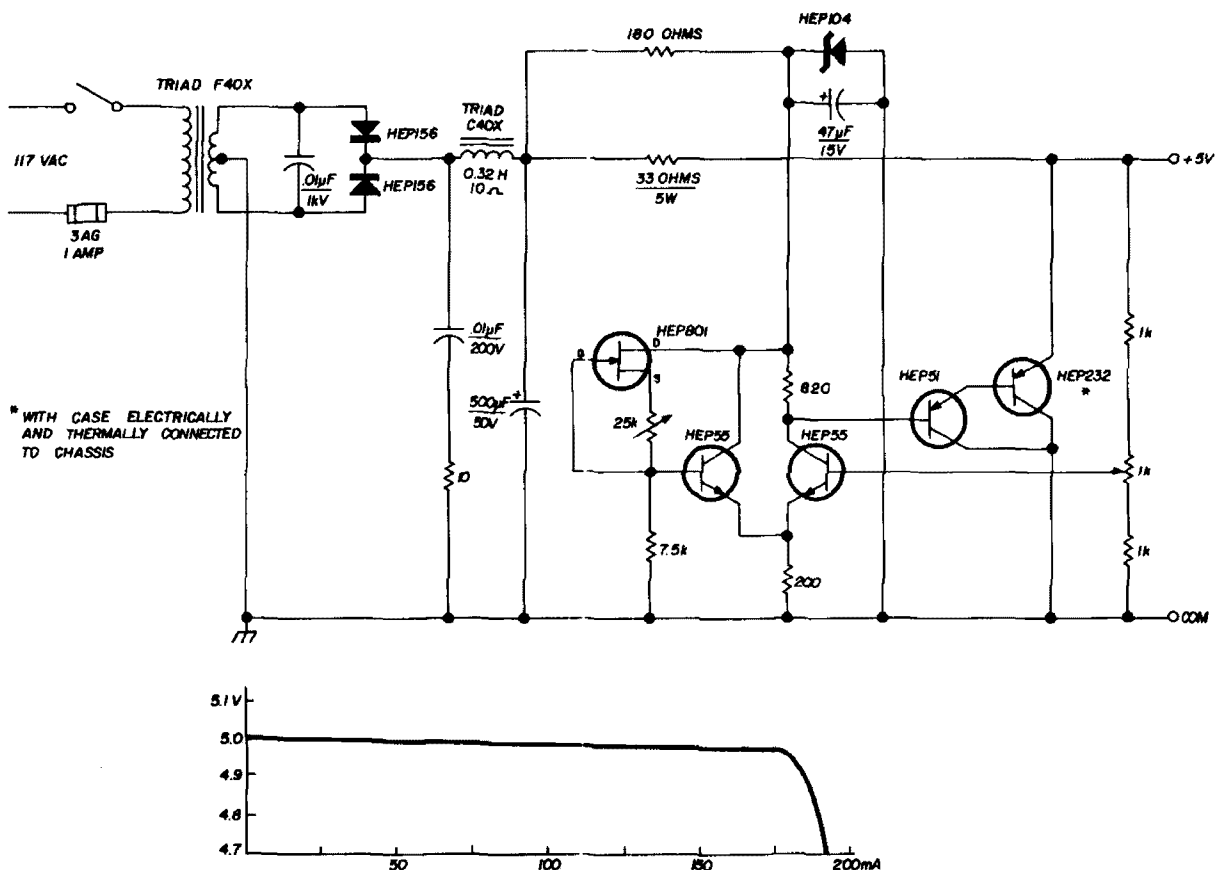 HEP104
180 OHMS
TRIAD F40X
TRIAD
C40X
+
47µF
15V
HEP156
117 VAC
.01µF
1kV
HEP156
0.32 H
10 Ω
33 OHMS
5W
+5V
3AG
1 AMP
.01µF
200V
HEP801
G
D
S
1k
820
HEP51
HEP232
*
500µF
50V
+
25k
HEP55
HEP55
* WITH CASE ELECTRICALLY
AND THERMALLY CONNECTED
TO CHASSIS
10
1k
7.5k
200
1k
COM
5.1 V
5.0
4.9
4.8
4.7
50
100
150
200mA